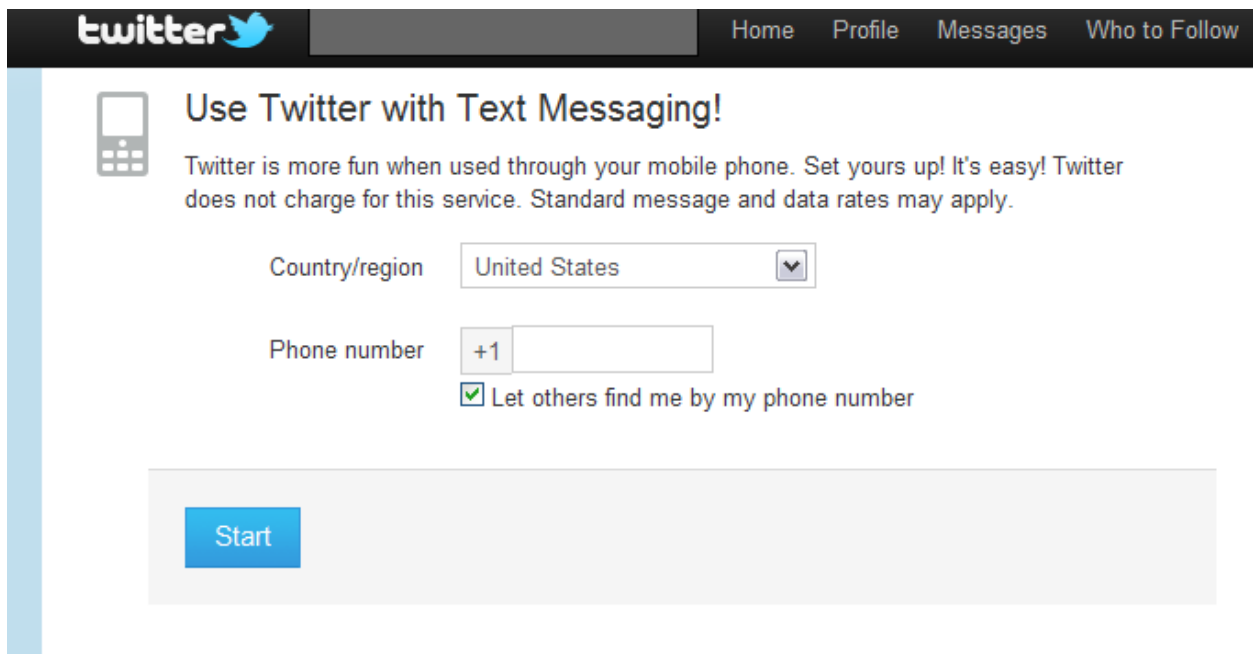 twitter Home Profile Messages Who to Follow
Use Twitter with Text Messaging!
Twitter is more fun when used through your mobile phone. Set yours up! It's easy! Twitter
does not charge for this service. Standard message and data rates may apply.
Country/region United States
Phone number +1
Let others find me by my phone number
Start